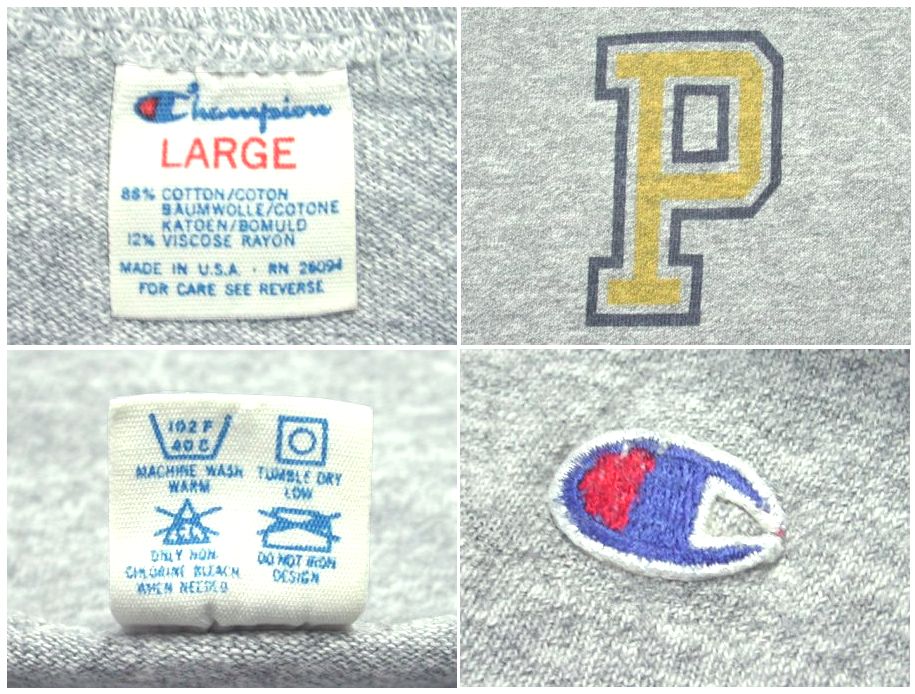 Champion
LARGE
88% COTTON/COTON
BAUMWOLLE/COTONE
KATOEN/BOMULD
12% VISCOSE RAYON
MADE IN U.S.A. · RN 26094
FOR CARE SEE REVERSE
P
102 F
40 C
MACHINE WASH
WARM
TUMBLE DRY
LOW
ONLY NON
CHLORINE BLEACH
WHEN NEEDED
DO NOT IRON
DESIGN